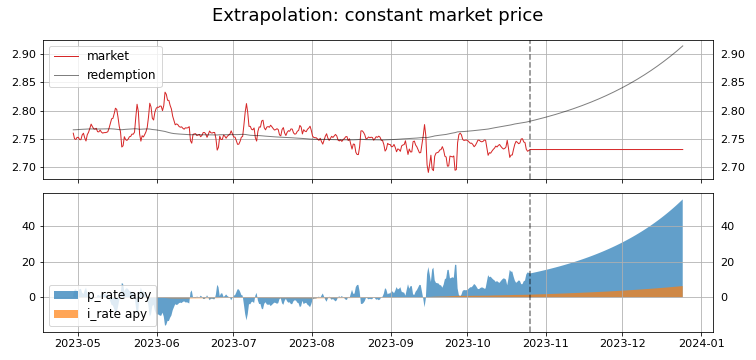 Extrapolation: constant market price
2.90 2.90
2.85 2.85
2.80 2.80
2.75 2.75
2.70 2.70
market
redemption
40 40
20 20
0 0
p_rate apy
i_rate apy
2023-05 2023-06 2023-07 2023-08 2023-09 2023-10 2023-11 2023-12 2024-01